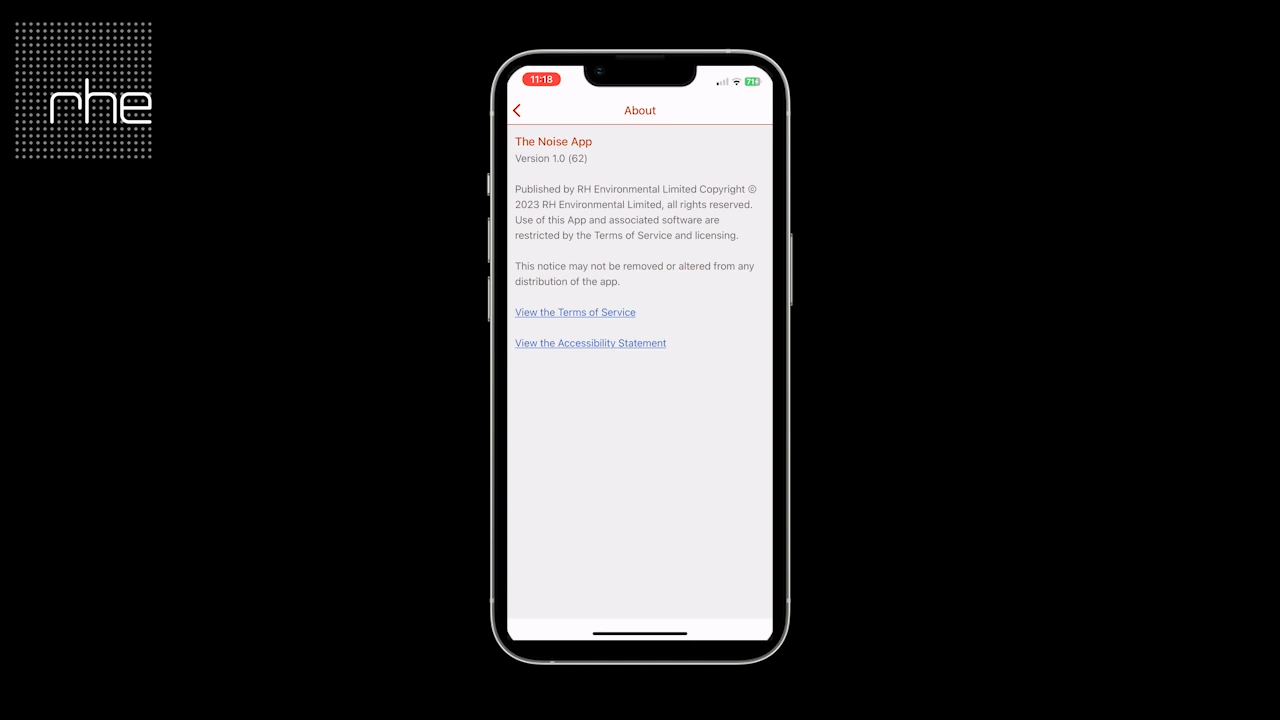 rhe
11:18
71
About
The Noise App
Version 1.0 (62)
Published by RH Environmental Limited Copyright ©
2023 RH Environmental Limited, all rights reserved.
Use of this App and associated software are
restricted by the Terms of Service and licensing.
This notice may not be removed or altered from any
distribution of the app.
View the Terms of Service
View the Accessibility Statement